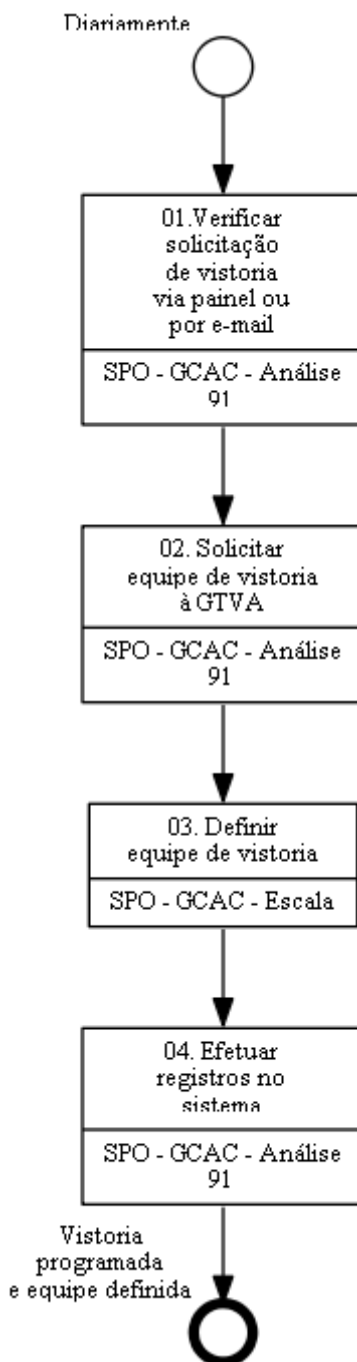 Diariamente
01.Verificar
solicitação
de vistoria
via painel ou
por e-mail
SPO - GCAC - Análise
91
02. Solicitar
equipe de vistoria
à GTVA
SPO - GCAC - Análise
91
03. Definir
equipe de vistoria
SPO - GCAC - Escala
04. Efetuar
registros no
sistema
SPO - GCAC - Análise
91
Vistoria
programada
e equipe definida